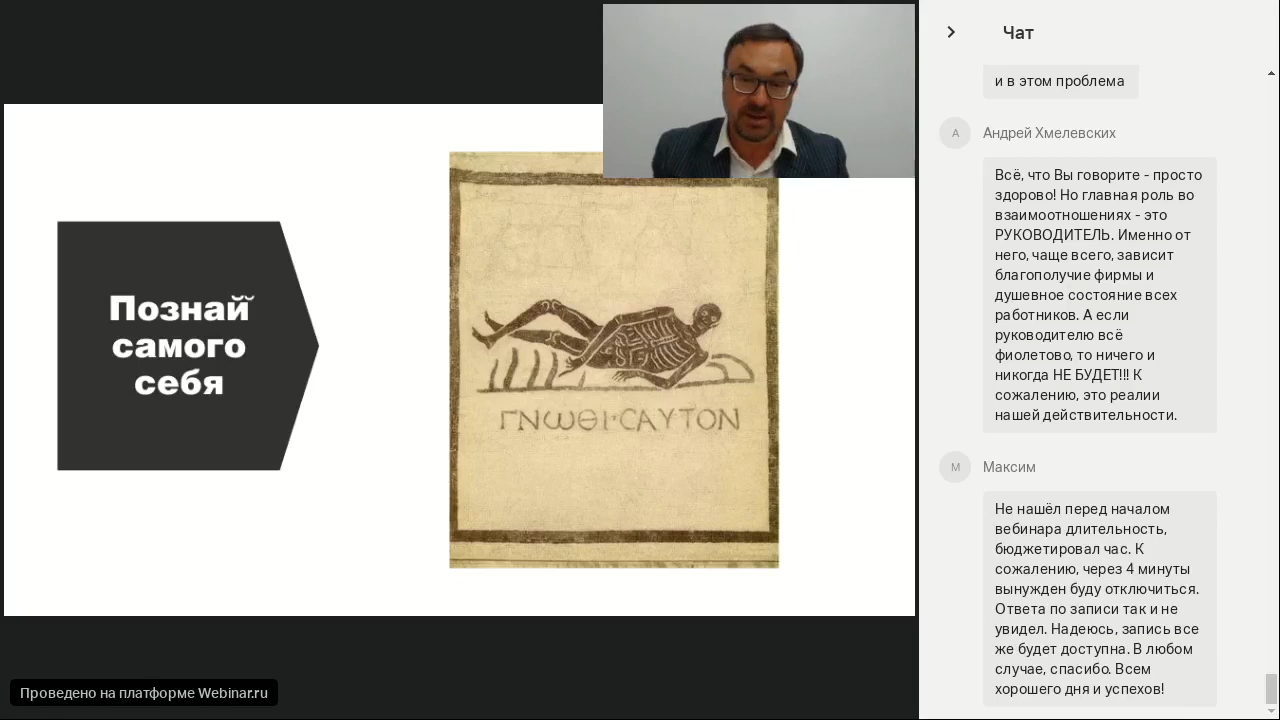 Познай
самого
себя
ΓΝΩΘΙ·CΑΥΤΟΝ
Проведено на платформе Webinar.ru
Чат
и в этом проблема
А
Андрей Хмелевских
Всё, что Вы говорите - просто
здорово! Но главная роль во
взаимоотношениях - это
РУКОВОДИТЕЛЬ. Именно от
него, чаще всего, зависит
благополучие фирмы и
душевное состояние всех
работников. А если
руководителю всё
фиолетово, то ничего и
никогда НЕ БУДЕТ!!! К
сожалению, это реалии
нашей действительности.
М
Максим
Не нашёл перед началом
вебинара длительность,
бюджетировал час. К
сожалению, через 4 минуты
вынужден буду отключиться.
Ответа по записи так и не
увидел. Надеюсь, запись все
же будет доступна. В любом
случае, спасибо. Всем
хорошего дня и успехов!